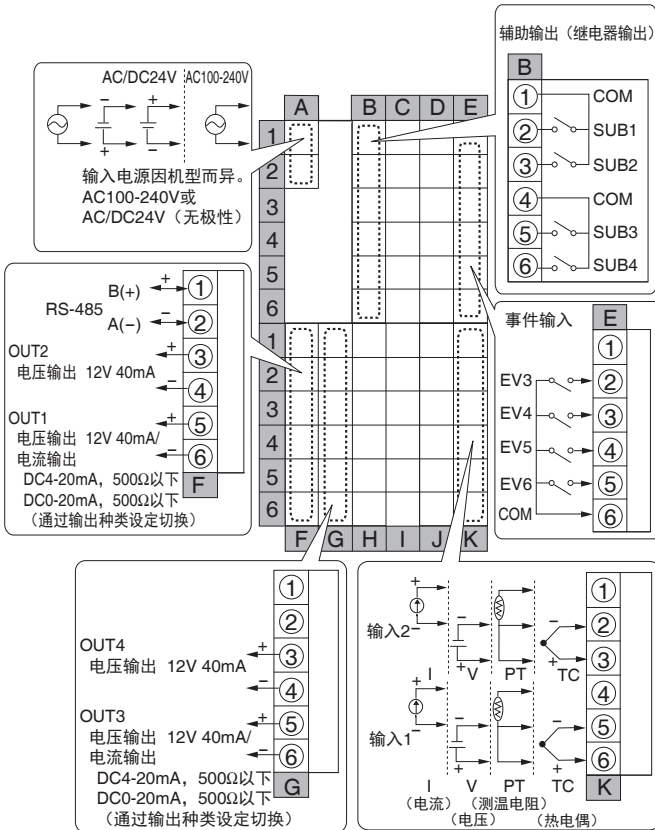 AC/DC24V AC100-240V
− + + −
输入电源因机型而异。
AC100-240V或
AC/DC24V（无极性）
A B C D E
1
2
3
4
5
6
1
2
3
4
5
6
F G H I J K
辅助输出（继电器输出）
B
① COM
② SUB1
③ SUB2
④ COM
⑤ SUB3
⑥ SUB4
RS-485
B(+) + ①
A(−) − ②
OUT2 + ③
电压输出 12V 40mA
− ④
OUT1 + ⑤
电压输出 12V 40mA/
− ⑥
电流输出
DC4-20mA，500Ω以下
DC0-20mA，500Ω以下
（通过输出种类设定切换）
F
事件输入 E
①
EV3 ②
EV4 ③
EV5 ④
EV6 ⑤
COM ⑥
①
②
OUT4 + ③
电压输出 12V 40mA
− ④
OUT3 + ⑤
电压输出 12V 40mA/
− ⑥
电流输出
DC4-20mA，500Ω以下
DC0-20mA，500Ω以下
（通过输出种类设定切换）
G
①
②
③
④
⑤
⑥
K
+ − − + − +
输入2
I V PT TC
+ − − + − +
输入1
I V PT TC
（电流） （测温电阻）
（电压） （热电偶）